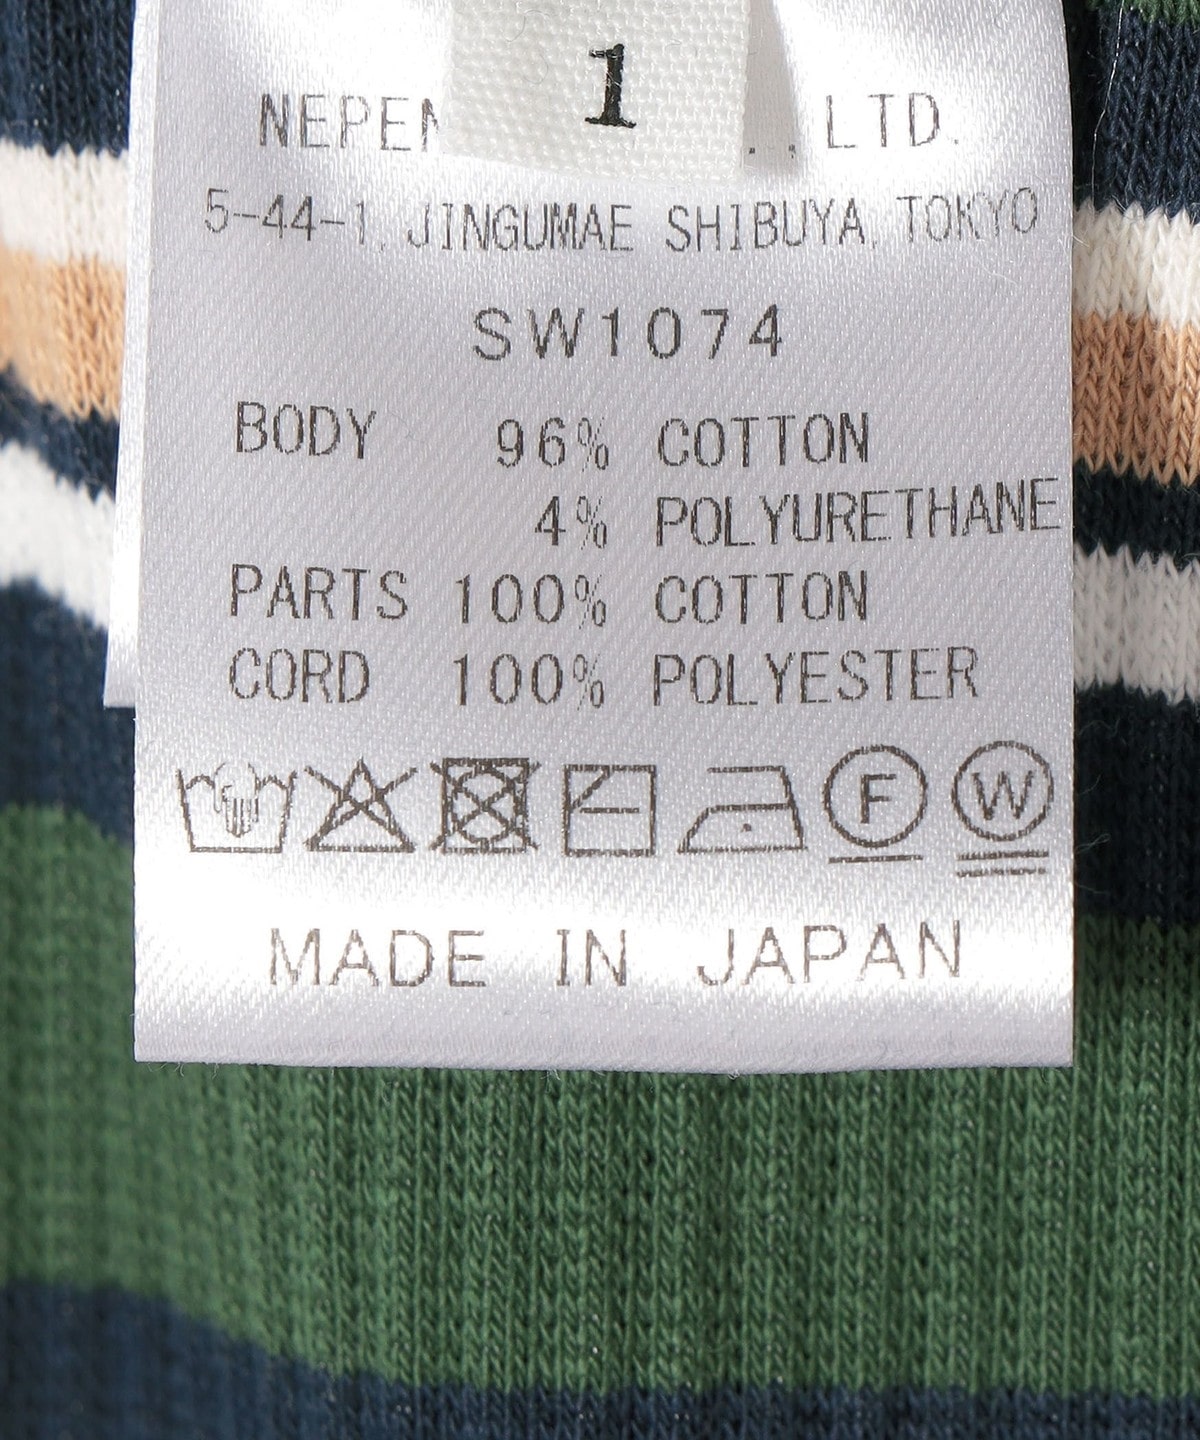 1
LTD.
5-44-1, JINGUMAE SHIBUYA, TOKYO
SW1074
BODY 96% COTTON
4% POLYURETHANE
PARTS 100% COTTON
CORD 100% POLYESTER
F W
MADE IN JAPAN